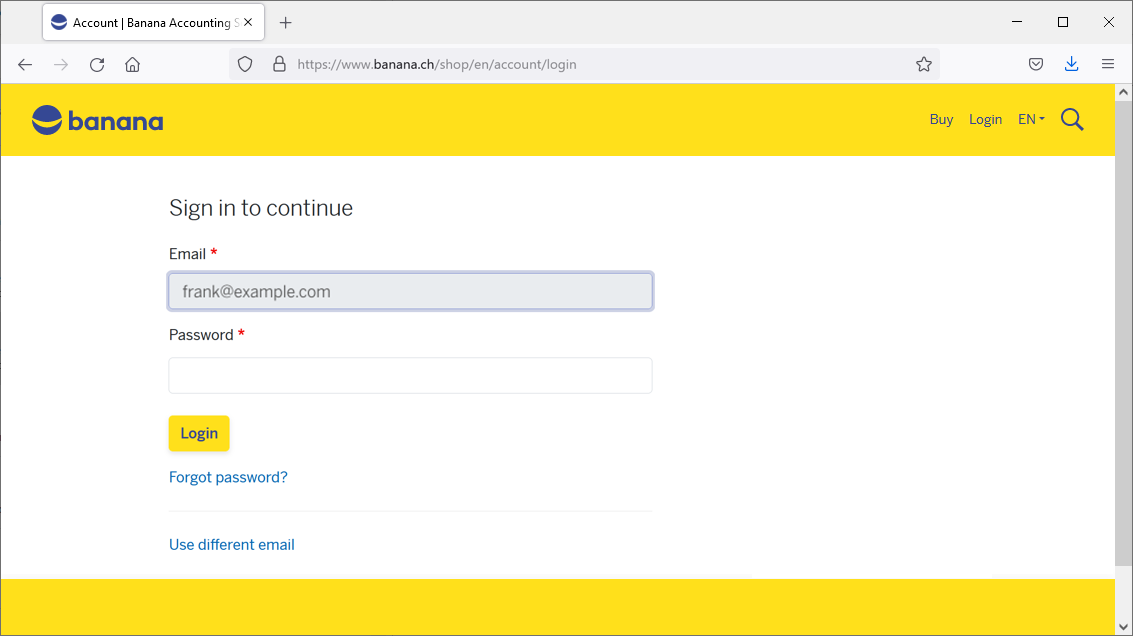 Account | Banana Accounting S
https://www.banana.ch/shop/en/account/login
banana
Buy Login EN
Sign in to continue
Email *
frank@example.com
Password *
Login
Forgot password?
Use different email